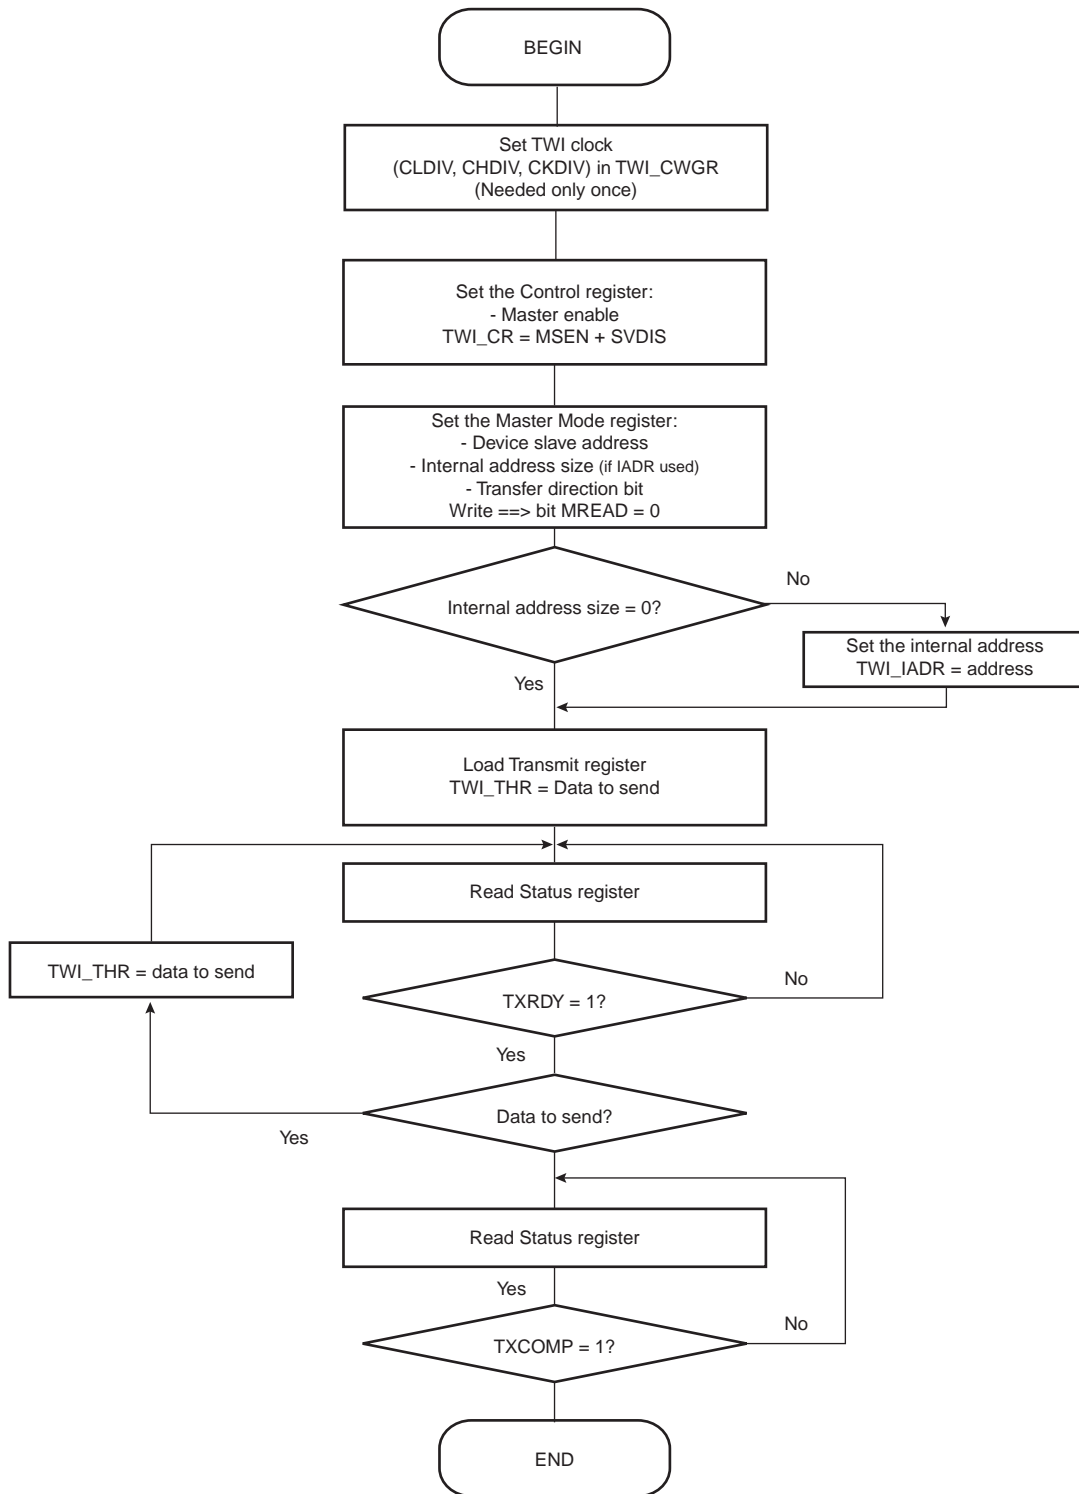 BEGIN
Set TWI clock
(CLDIV, CHDIV, CKDIV) in TWI_CWGR
(Needed only once)
Set the Control register:
- Master enable
TWI_CR = MSEN + SVDIS
Set the Master Mode register:
- Device slave address
- Internal address size (if IADR used)
- Transfer direction bit
Write ==> bit MREAD = 0
Internal address size = 0?
No
Set the internal address
TWI_IADR = address
Yes
Load Transmit register
TWI_THR = Data to send
Read Status register
TWI_THR = data to send
TXRDY = 1?
No
Yes
Data to send?
Yes
Read Status register
Yes
TXCOMP = 1?
No
END